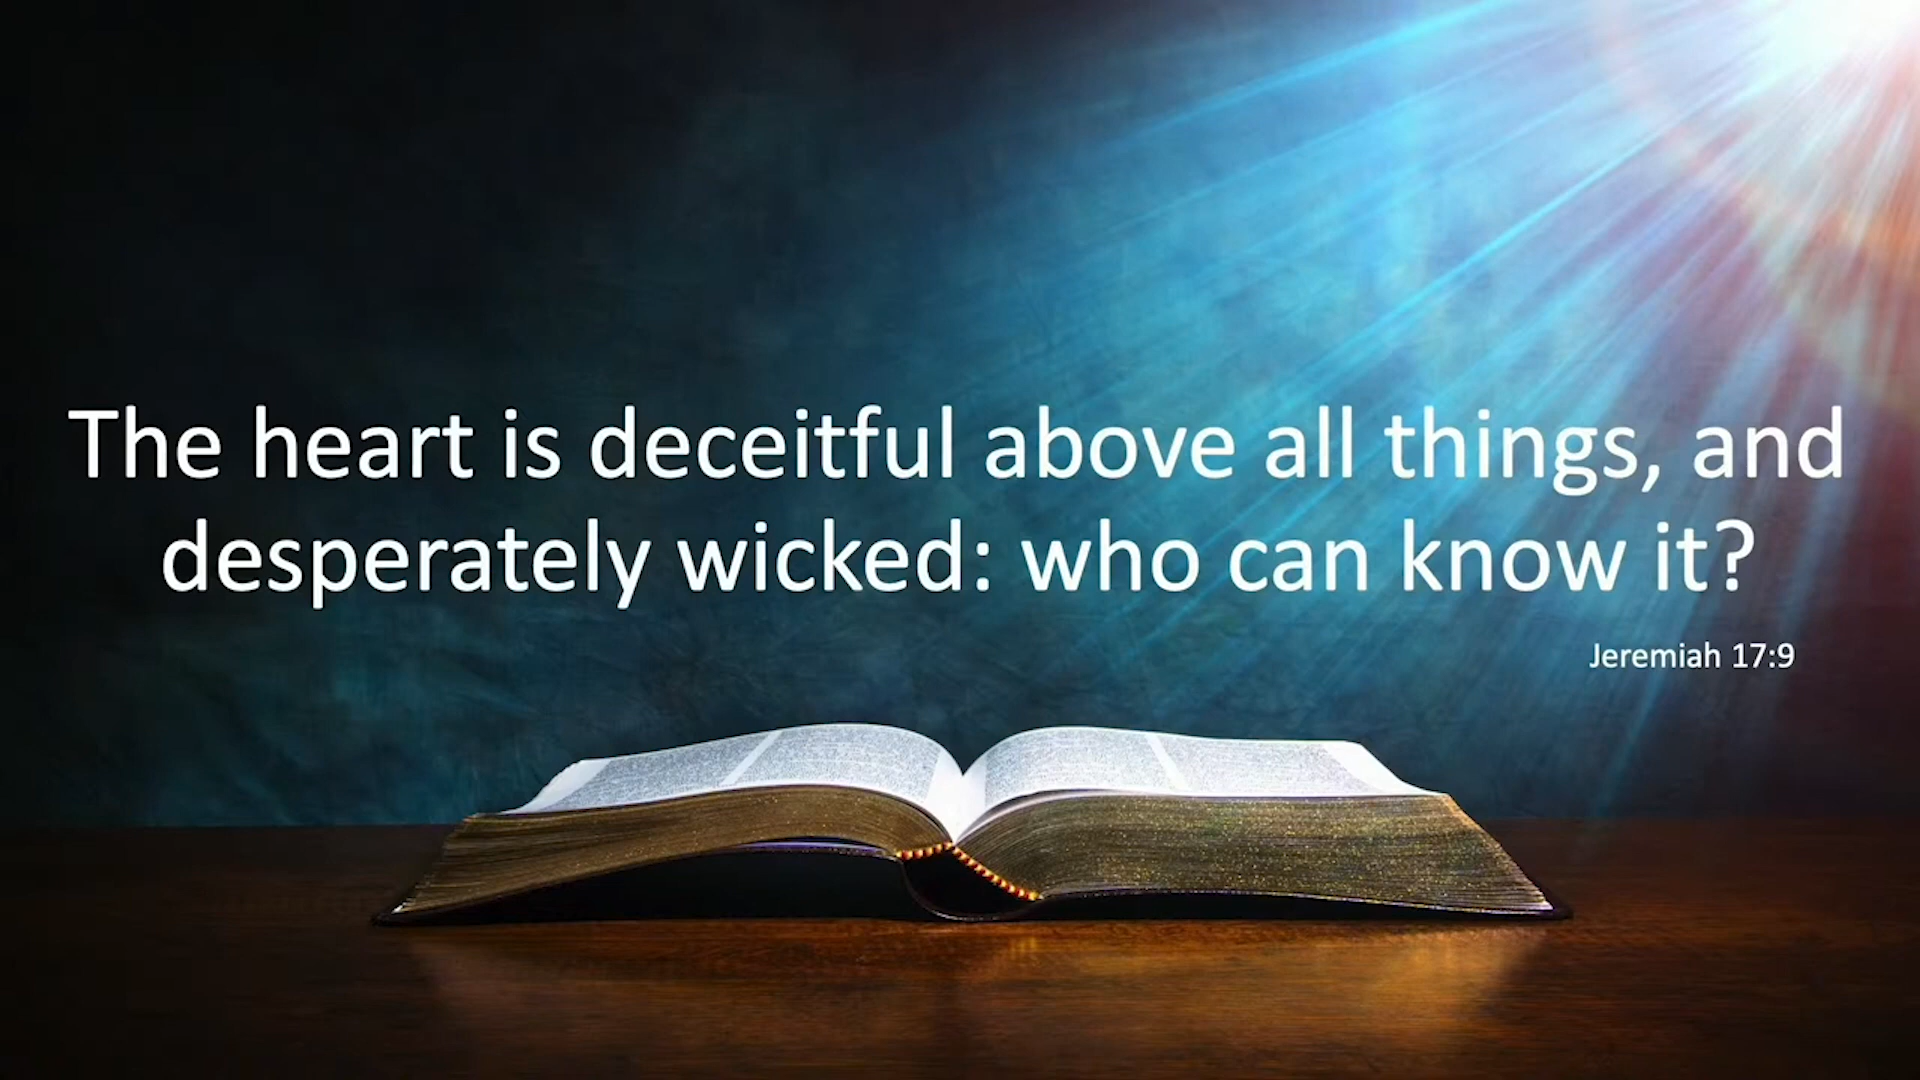 The heart is deceitful above all things, and
desperately wicked: who can know it?
Jeremiah 17:9